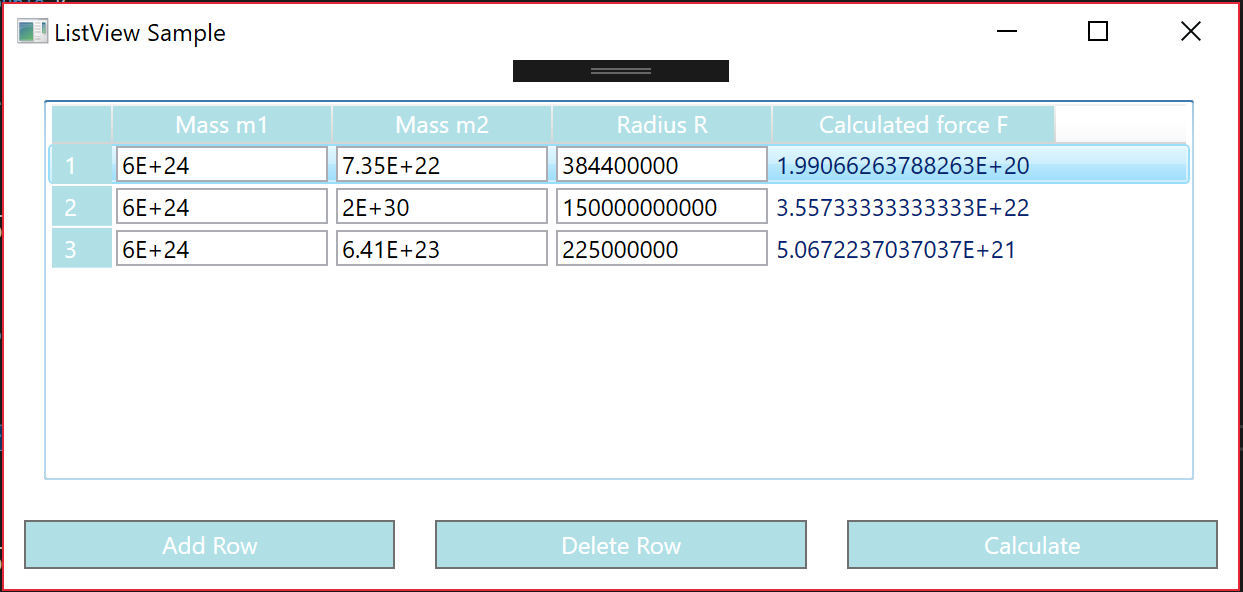 ListView Sample
Mass m1 Mass m2 Radius R Calculated force F
1 6E+24 7.35E+22 384400000 1.99066263788263E+20
2 6E+24 2E+30 150000000000 3.55733333333333E+22
3 6E+24 6.41E+23 225000000 5.0672237037037E+21
Add Row Delete Row Calculate